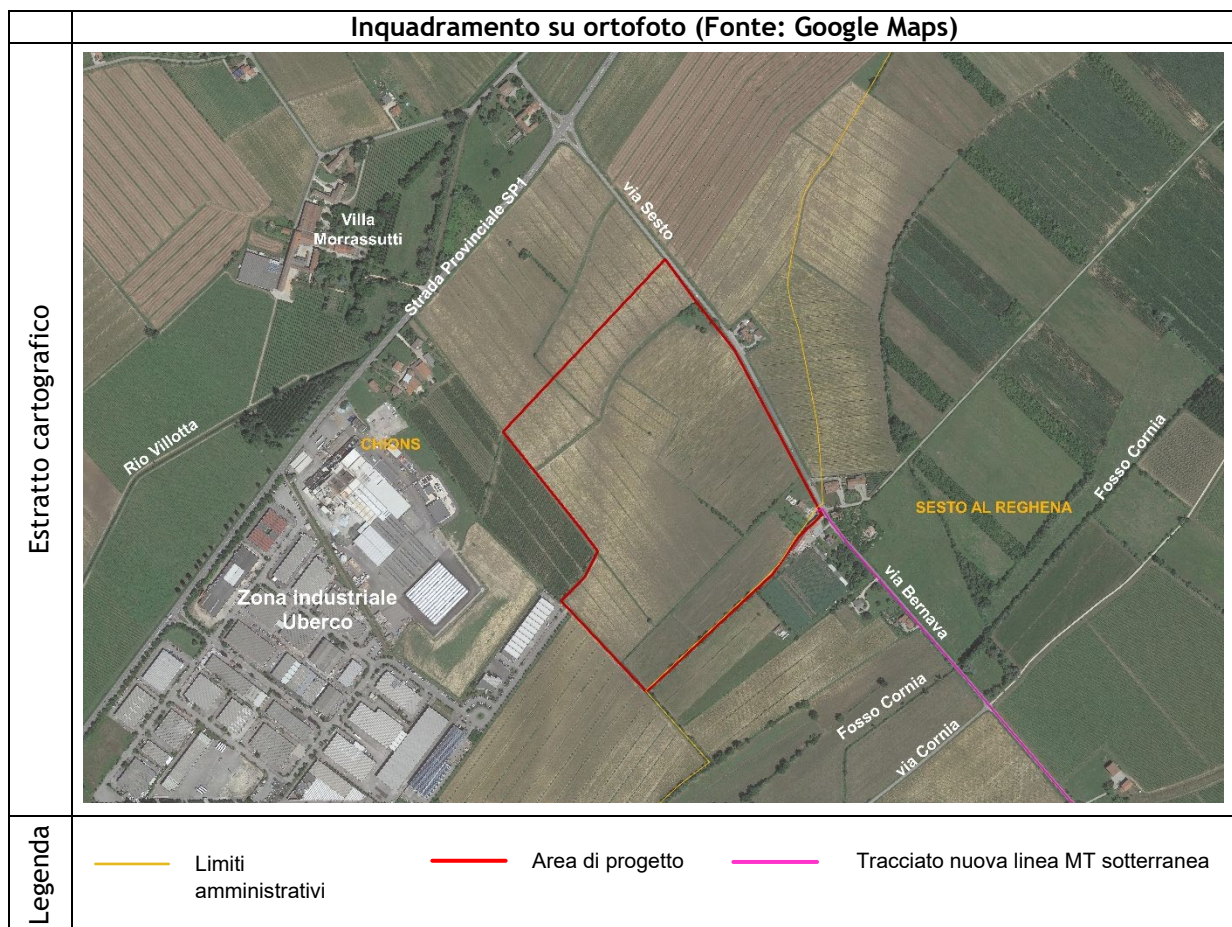 Inquadramento su ortofoto (Fonte: Google Maps)
Estratto cartografico
via Sesto
Villa
Morrassutti
Strada Provinciale SP1
Rio Villotta
CHIONS
Fosso Cornia
SESTO AL REGHENA
via Bernava
Zona Industriale
Uberco
Fosso Cornia
via Cornia
Legenda
Limiti
amministrativi
Area di progetto
Tracciato nuova linea MT sotterranea